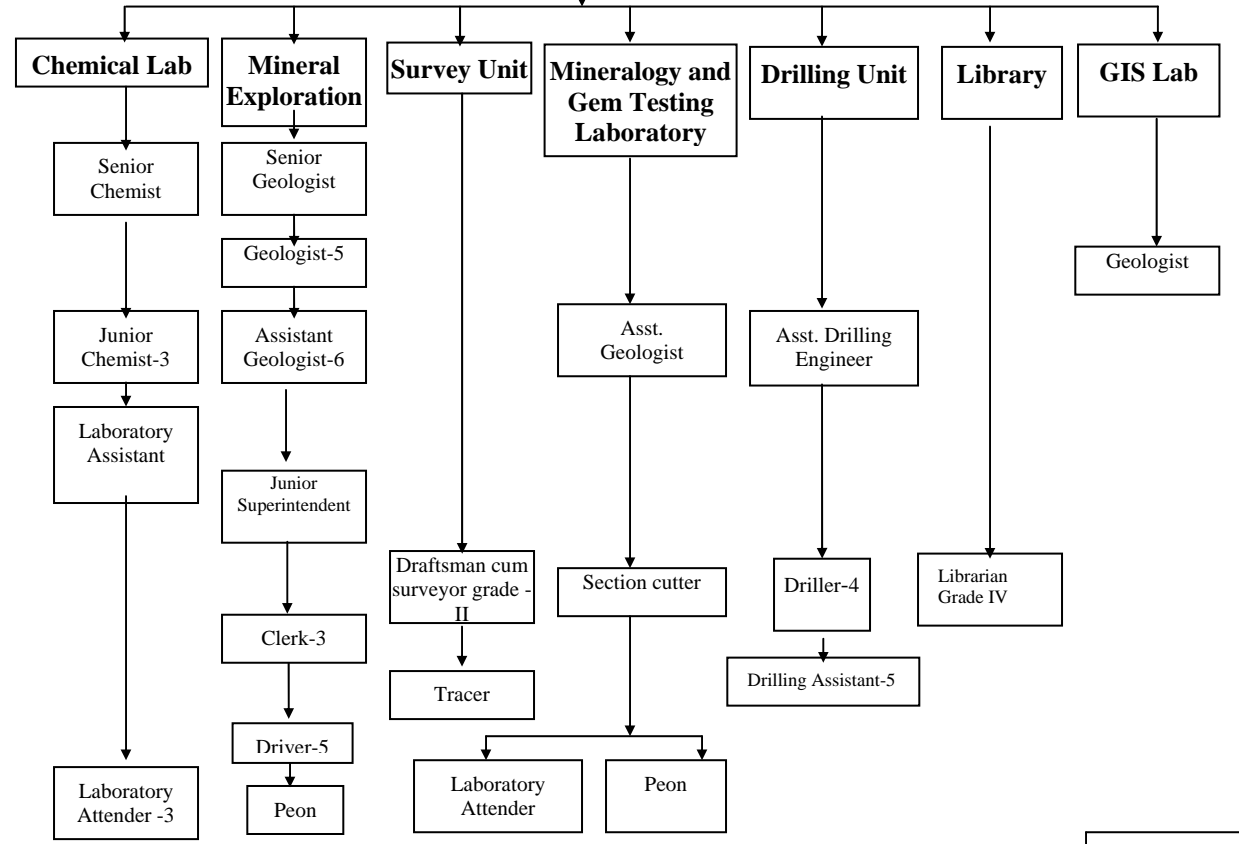 Chemical Lab
Senior
Chemist
Junior
Chemist-3
Laboratory
Assistant
Laboratory
Attender -3
Mineral
Exploration
Senior
Geologist
Geologist-5
Assistant
Geologist-6
Junior
Superintendent
Clerk-3
Driver-5
Peon
Survey Unit
Draftsman cum
surveyor grade -
II
Tracer
Mineralogy and
Gem Testing
Laboratory
Asst.
Geologist
Section cutter
Laboratory
Attender
Peon
Drilling Unit
Asst. Drilling
Engineer
Driller-4
Drilling Assistant-5
Library
Librarian
Grade IV
GIS Lab
Geologist